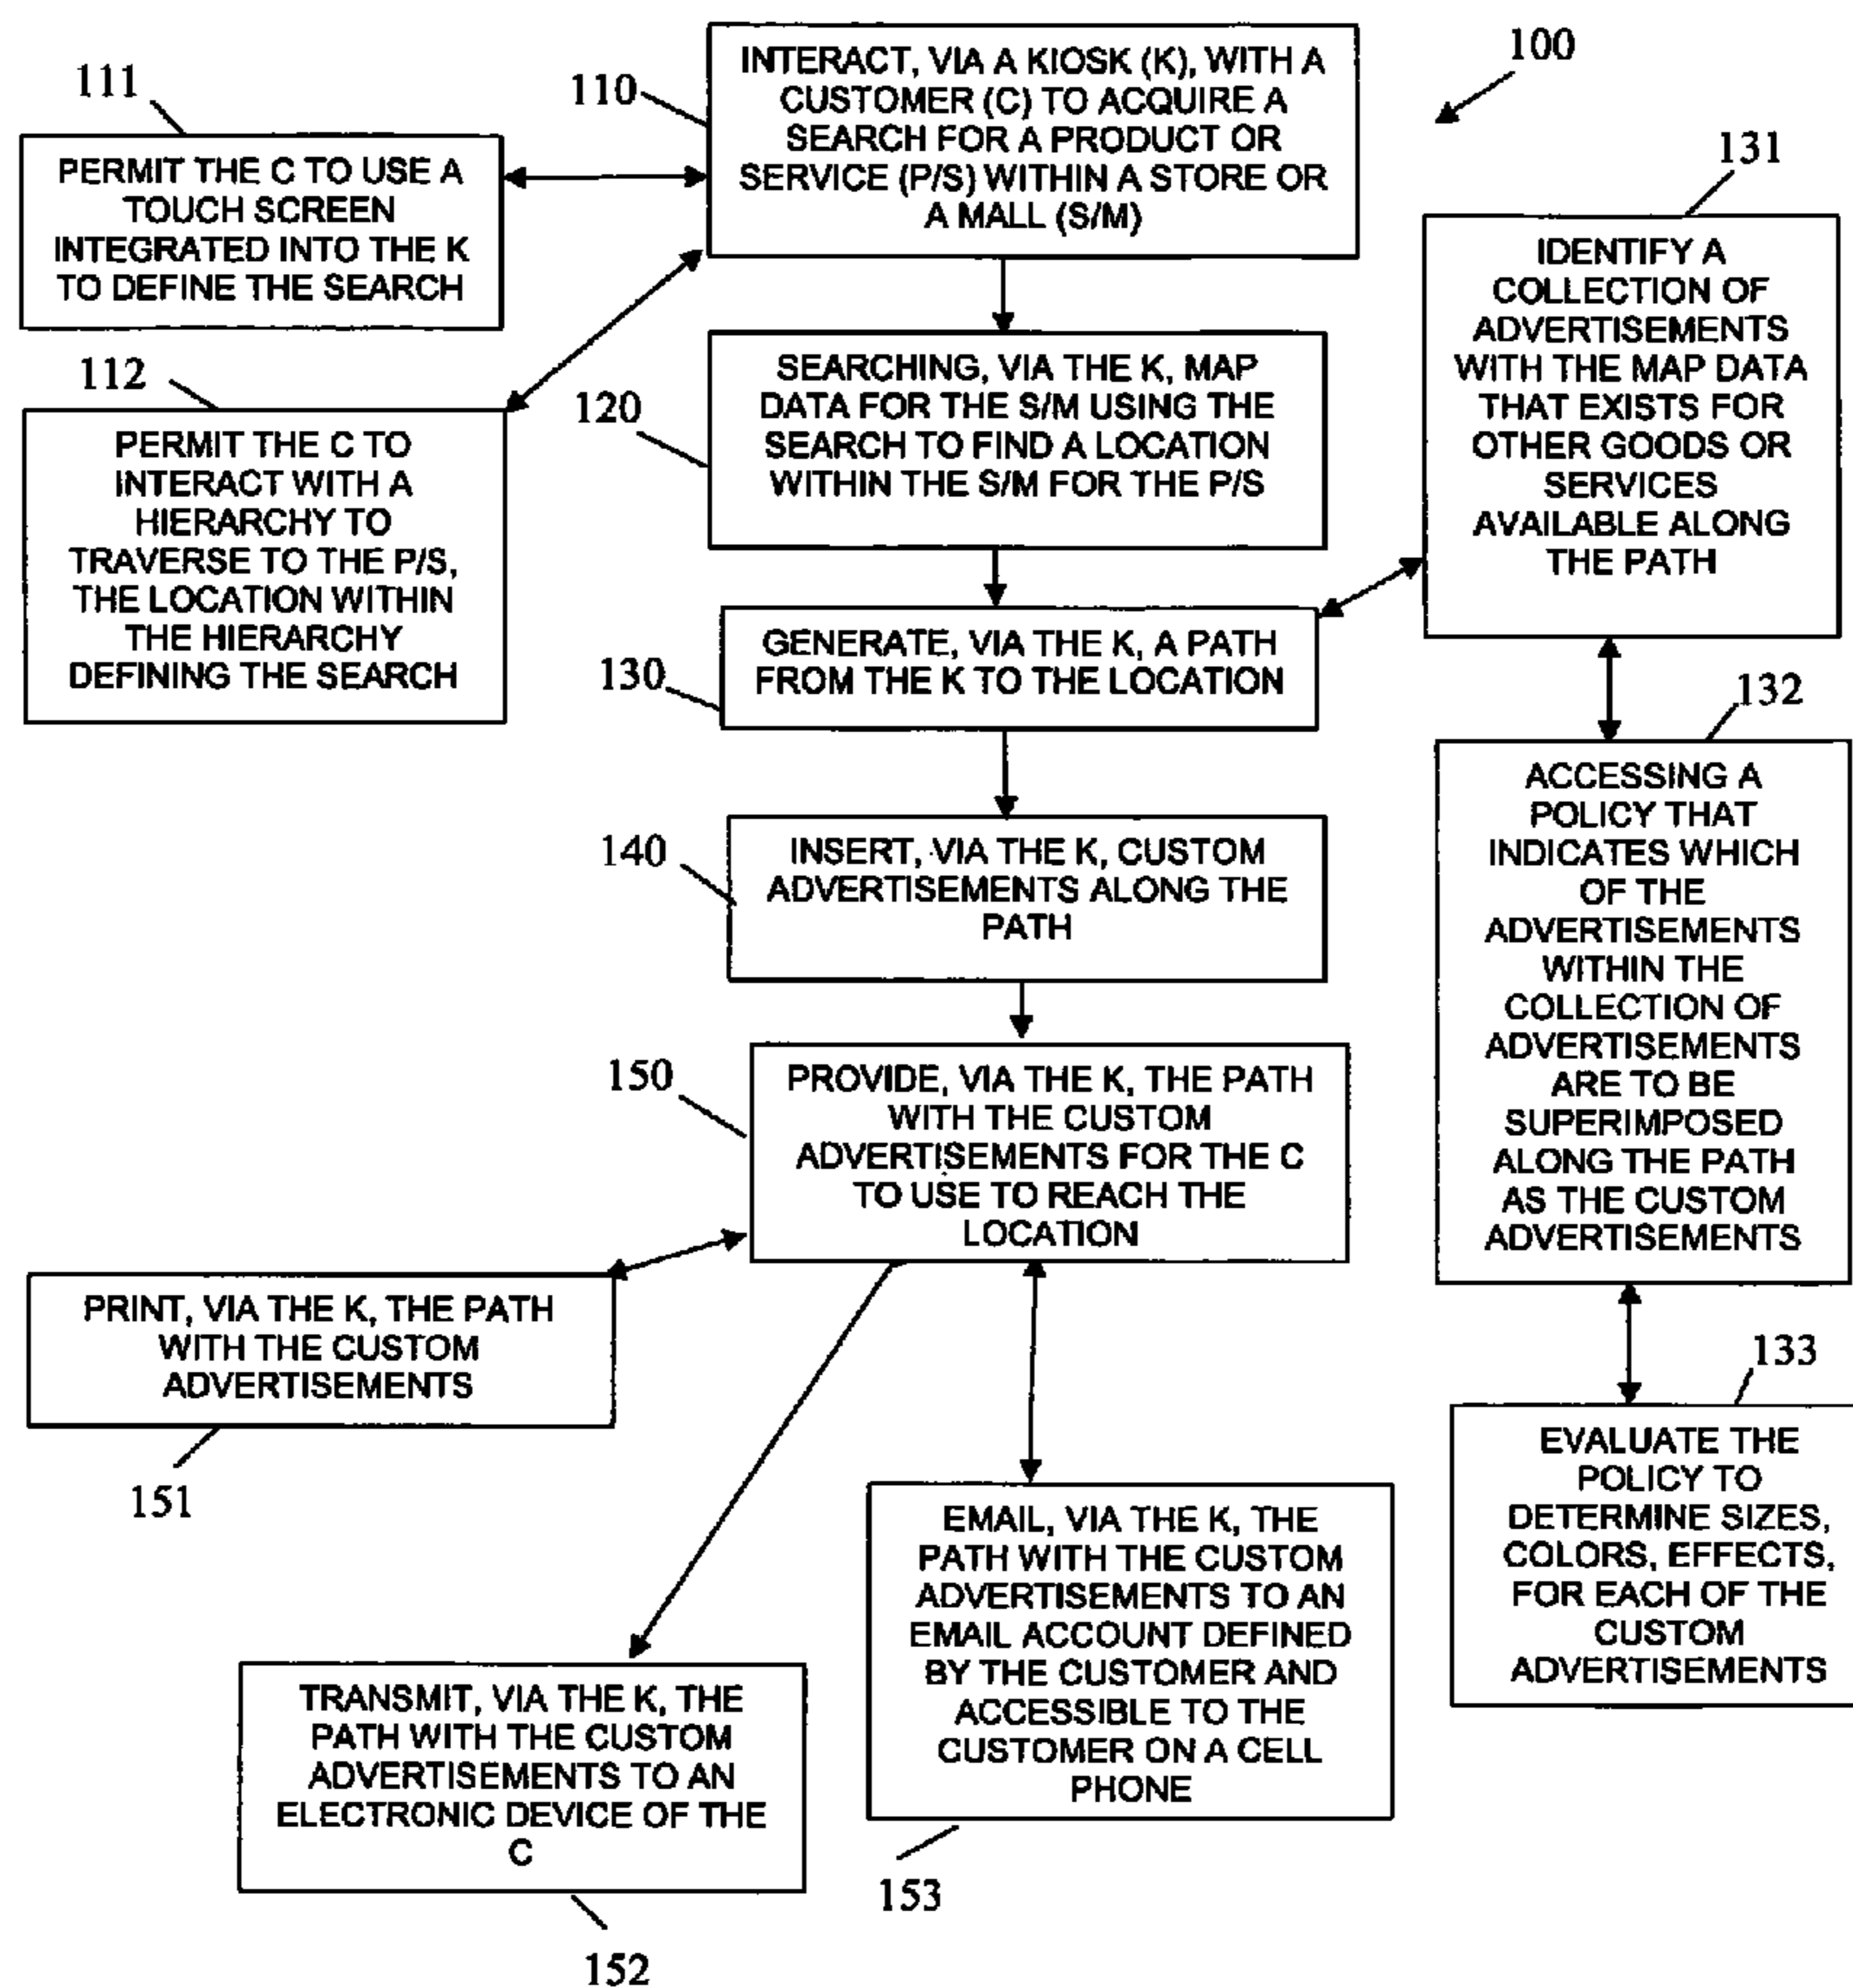 100
110
INTERACT, VIA A KIOSK (K), WITH A
CUSTOMER (C) TO ACQUIRE A
SEARCH FOR A PRODUCT OR
SERVICE (P/S) WITHIN A STORE OR
A MALL (S/M)
111
PERMIT THE C TO USE A
TOUCH SCREEN
INTEGRATED INTO THE K
TO DEFINE THE SEARCH
112
PERMIT THE C TO
INTERACT WITH A
HIERARCHY TO
TRAVERSE TO THE P/S,
THE LOCATION WITHIN
THE HIERARCHY
DEFINING THE SEARCH
120
SEARCHING, VIA THE K, MAP
DATA FOR THE S/M USING THE
SEARCH TO FIND A LOCATION
WITHIN THE S/M FOR THE P/S
130
GENERATE, VIA THE K, A PATH
FROM THE K TO THE LOCATION
131
IDENTIFY A
COLLECTION OF
ADVERTISEMENTS
WITH THE MAP DATA
THAT EXISTS FOR
OTHER GOODS OR
SERVICES
AVAILABLE ALONG
THE PATH
132
ACCESSING A
POLICY THAT
INDICATES WHICH
OF THE
ADVERTISEMENTS
WITHIN THE
COLLECTION OF
ADVERTISEMENTS
ARE TO BE
SUPERIMPOSED
ALONG THE PATH
AS THE CUSTOM
ADVERTISEMENTS
133
EVALUATE THE
POLICY TO
DETERMINE SIZES,
COLORS, EFFECTS,
FOR EACH OF THE
CUSTOM
ADVERTISEMENTS
140
INSERT, VIA THE K, CUSTOM
ADVERTISEMENTS ALONG THE
PATH
150
PROVIDE, VIA THE K, THE PATH
WITH THE CUSTOM
ADVERTISEMENTS FOR THE C
TO USE TO REACH THE
LOCATION
PRINT, VIA THE K, THE PATH
WITH THE CUSTOM
ADVERTISEMENTS
151
TRANSMIT, VIA THE K, THE
PATH WITH THE CUSTOM
ADVERTISEMENTS TO AN
ELECTRONIC DEVICE OF THE
C
152
EMAIL, VIA THE K, THE
PATH WITH THE CUSTOM
ADVERTISEMENTS TO AN
EMAIL ACCOUNT DEFINED
BY THE CUSTOMER AND
ACCESSIBLE TO THE
CUSTOMER ON A CELL
PHONE
153